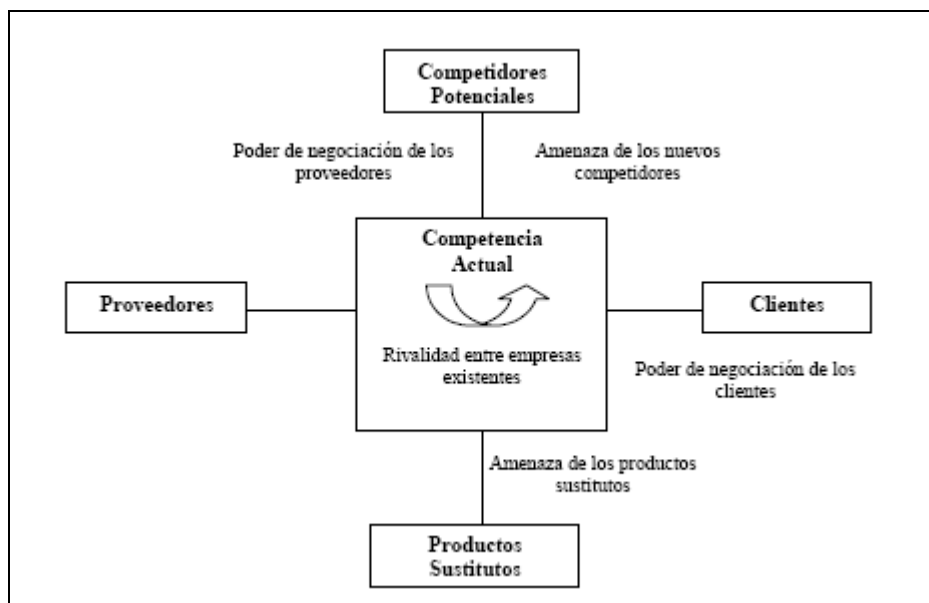 Competidores
Potenciales
Poder de negociación de los
proveedores
Amenaza de los nuevos
competidores
Competencia
Actual
Proveedores
Clientes
Rivalidad entre empresas
existentes
Poder de negociación de los
clientes
Amenaza de los productos
sustitutos
Productos
Sustitutos